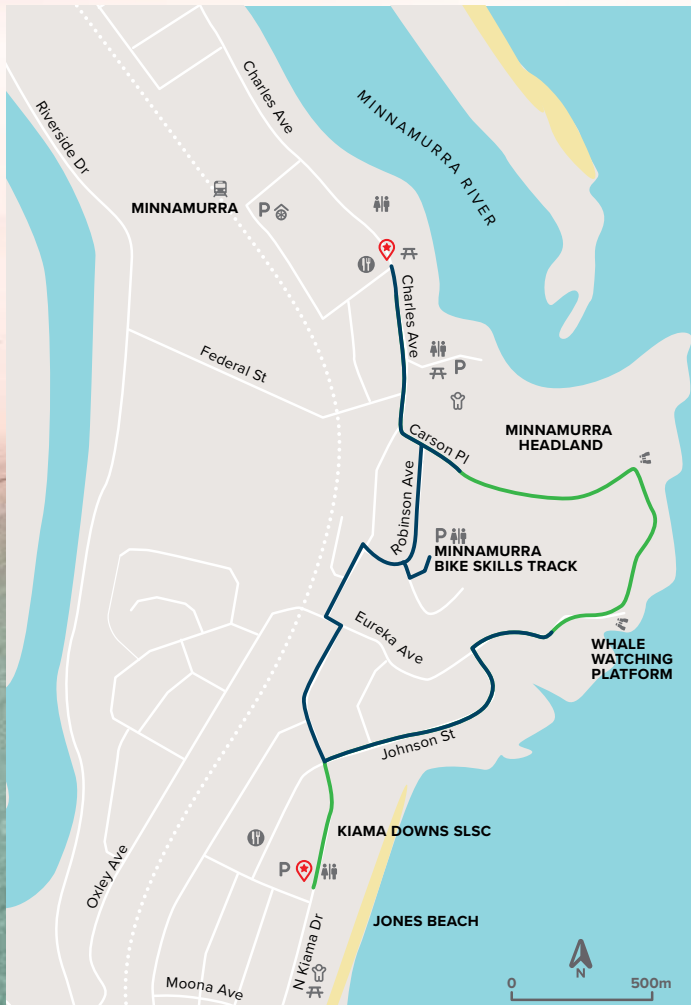 Charles Ave
Riverside Dr
MINNAMURRA RIVER
MINNAMURRA
P
Charles Ave
Federal St
P
Carson Pl
MINNAMURRA
HEADLAND
Robinson Ave
P
MINNAMURRA
BIKE SKILLS TRACK
Eureka Ave
WHALE
WATCHING
PLATFORM
Johnson St
KIAMA DOWNS SLSC
P
Oxley Ave
JONES BEACH
N Kiama Dr
Moona Ave
N
0 500m